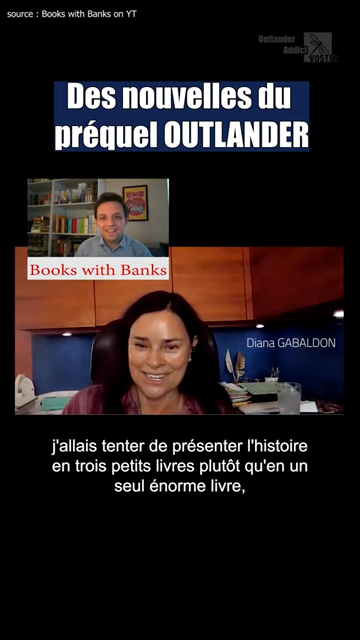 source : Books with Banks on YT
Outlander
Addict
VOSTFR
Des nouvelles du
préquel OUTLANDER
Books with Banks
Diana GABALDON
j'allais tenter de présenter l'histoire
en trois petits livres plutôt qu'en un
seul énorme livre,